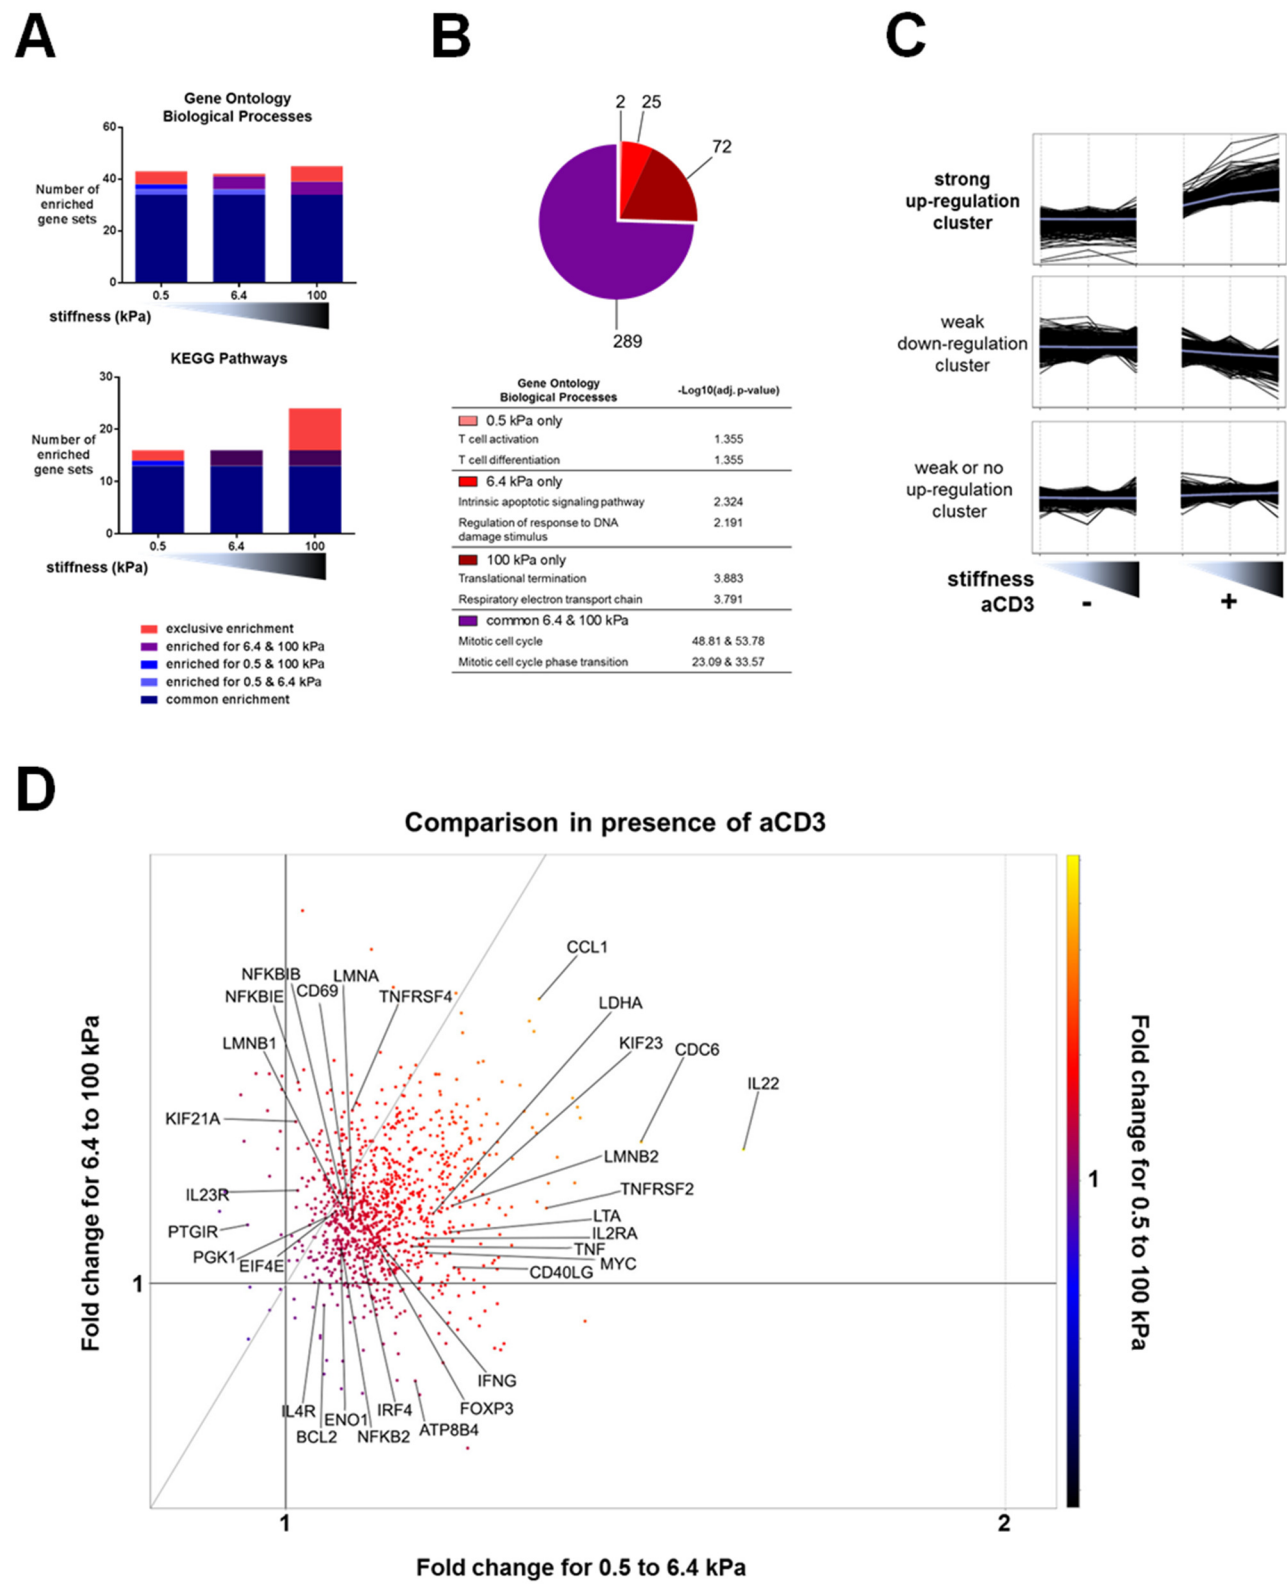 A
Gene Ontology
Biological Processes
60
40
20
0
Number of
enriched
gene sets
0.5 6.4 100
stiffness (kPa)
KEGG Pathways
30
20
10
0
Number of
enriched
gene sets
0.5 6.4 100
stiffness (kPa)
exclusive enrichment
enriched for 6.4 & 100 kPa
enriched for 0.5 & 100 kPa
enriched for 0.5 & 6.4 kPa
common enrichment
B
2 25
72
289
Gene Ontology
Biological Processes
-Log10(adj. p-value)
0.5 kPa only
T cell activation 1.355
T cell differentiation 1.355
6.4 kPa only
Intrinsic apoptotic signaling pathway 2.324
Regulation of response to DNA
damage stimulus
2.191
100 kPa only
Translational termination 3.883
Respiratory electron transport chain 3.791
common 6.4 & 100 kPa
Mitotic cell cycle 48.81 & 53.78
Mitotic cell cycle phase transition 23.09 & 33.57
C
strong
up-regulation
cluster
weak
down-regulation
cluster
weak or no
up-regulation
cluster
stiffness
aCD3 - +
D
Comparison in presence of aCD3
CCL1
NFKBIB LMNA
NFKBIE CD69 TNFRSF4
LDHA
LMNB1
KIF23 CDC6
IL22
KIF21A
LMNB2
TNFRSF2
IL23R
LTA
PTGIR
IL2RA
TNF
PGK1
MYC
EIF4E
CD40LG
IFNG
IL4R IRF4 FOXP3
ENO1
BCL2 NFKB2 ATP8B4
1
1
1 2
Fold change for 6.4 to 100 kPa
Fold change for 0.5 to 100 kPa
Fold change for 0.5 to 6.4 kPa